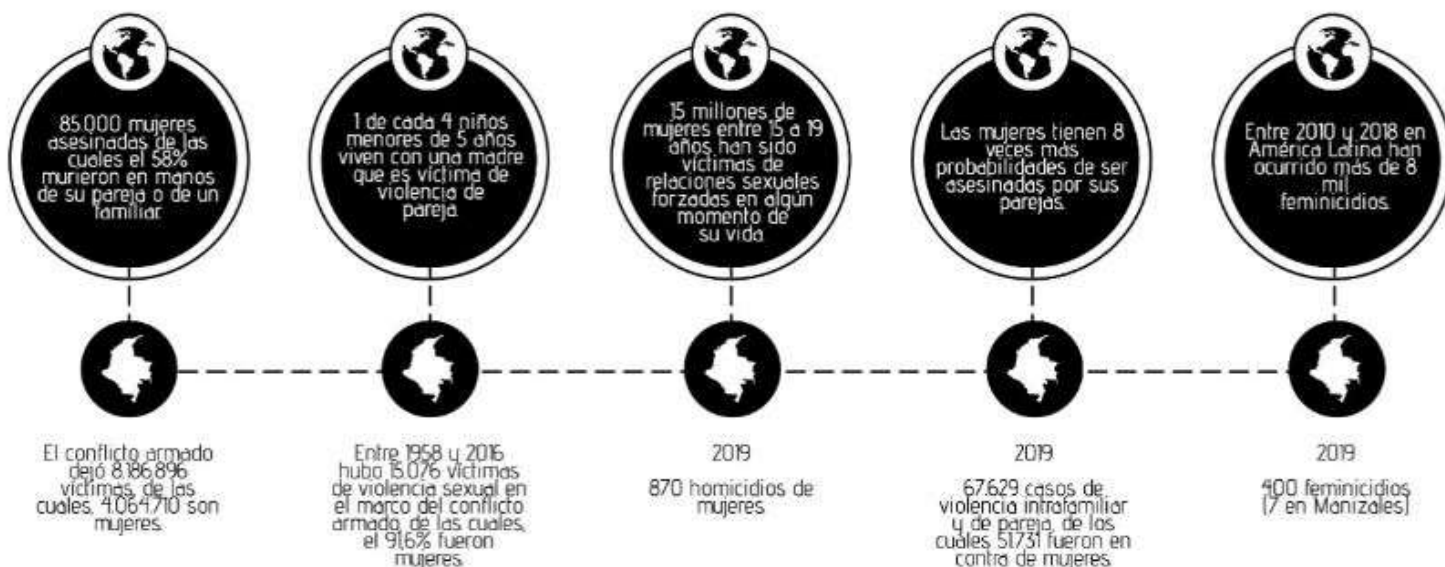 85.000 mujeres
asesinadas de las
cuales el 58%
murieron en manos
de su pareja o de un
familiar.
1 de cada 4 niños
menores de 5 años
viven con una madre
que es víctima de
violencia de
pareja.
15 millones de
mujeres entre 15 a 19
años han sido
víctimas de
relaciones sexuales
forzadas en algún
momento de
su vida
Las mujeres tienen 8
veces más
probabilidades de ser
asesinadas por sus
parejas.
Entre 2010 y 2018 en
América Latina han
ocurrido más de 8
mil
feminicidios.
El conflicto armado
dejó 8.186.896
víctimas, de las
cuales, 4.064.710 son
mujeres.
Entre 1958 y 2016
hubo 15.076 víctimas
de violencia sexual en
el marco del conflicto
armado, de las cuales,
el 91,6% fueron
mujeres.
2019
870 homicidios de
mujeres
2019
67.629 casos de
violencia intrafamiliar
y de pareja, de los
cuales 51.731 fueron en
contra de mujeres.
2019
400 feminicidios
(7 en Manizales)